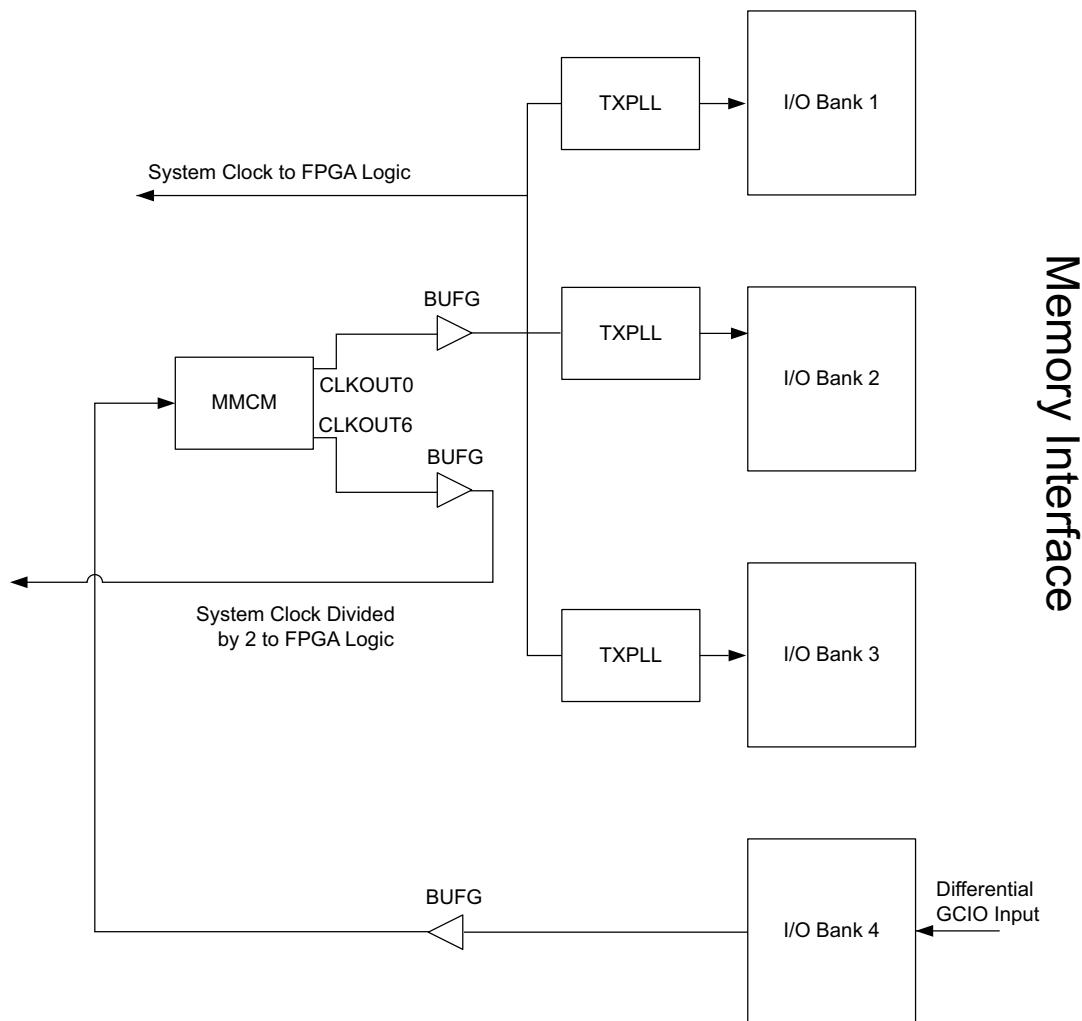 TXPLL
I/O Bank 1
System Clock to FPGA Logic
BUFG
TXPLL
I/O Bank 2
CLKOUT0
MMCM
CLKOUT6
BUFG
System Clock Divided
by 2 to FPGA Logic
TXPLL
I/O Bank 3
BUFG
I/O Bank 4
Differential
GCIO Input
Memory Interface